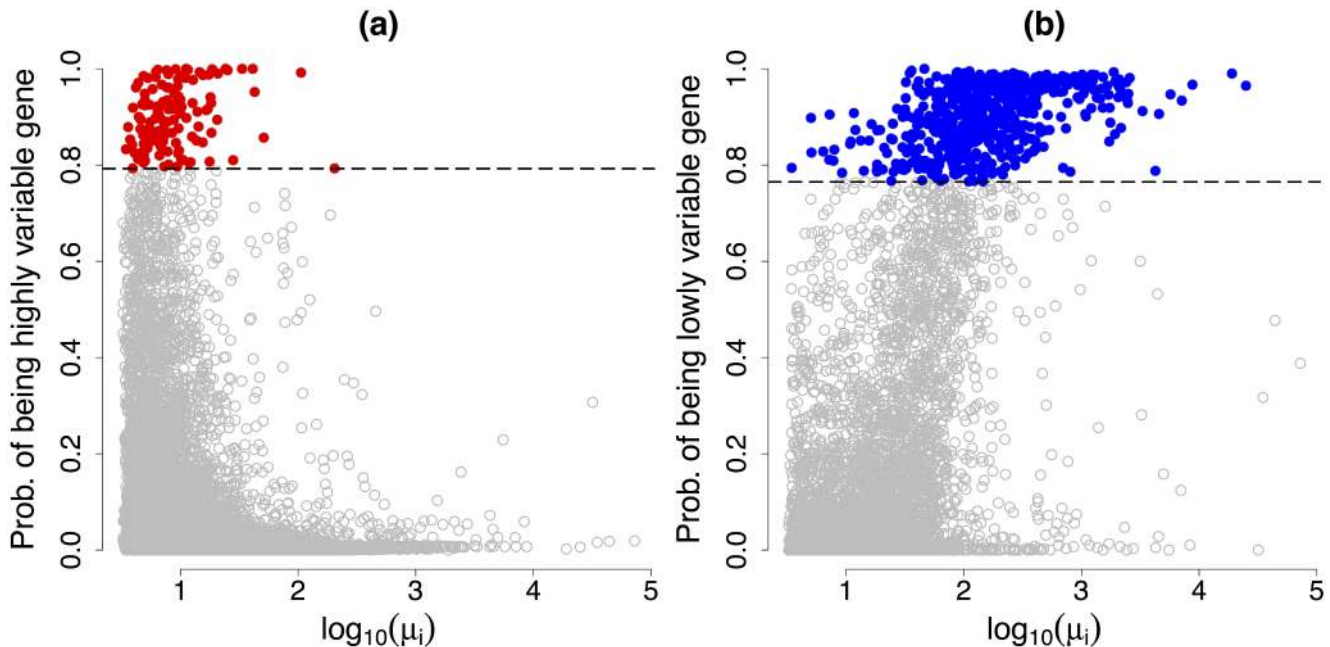 (a)
Prob. of being highly variable gene
1.0
0.8
0.6
0.4
0.2
0.0
1 2 3 4 5
log₁₀(μᵢ)
(b)
Prob. of being lowly variable gene
1.0
0.8
0.6
0.4
0.2
0.0
1 2 3 4 5
log₁₀(μᵢ)